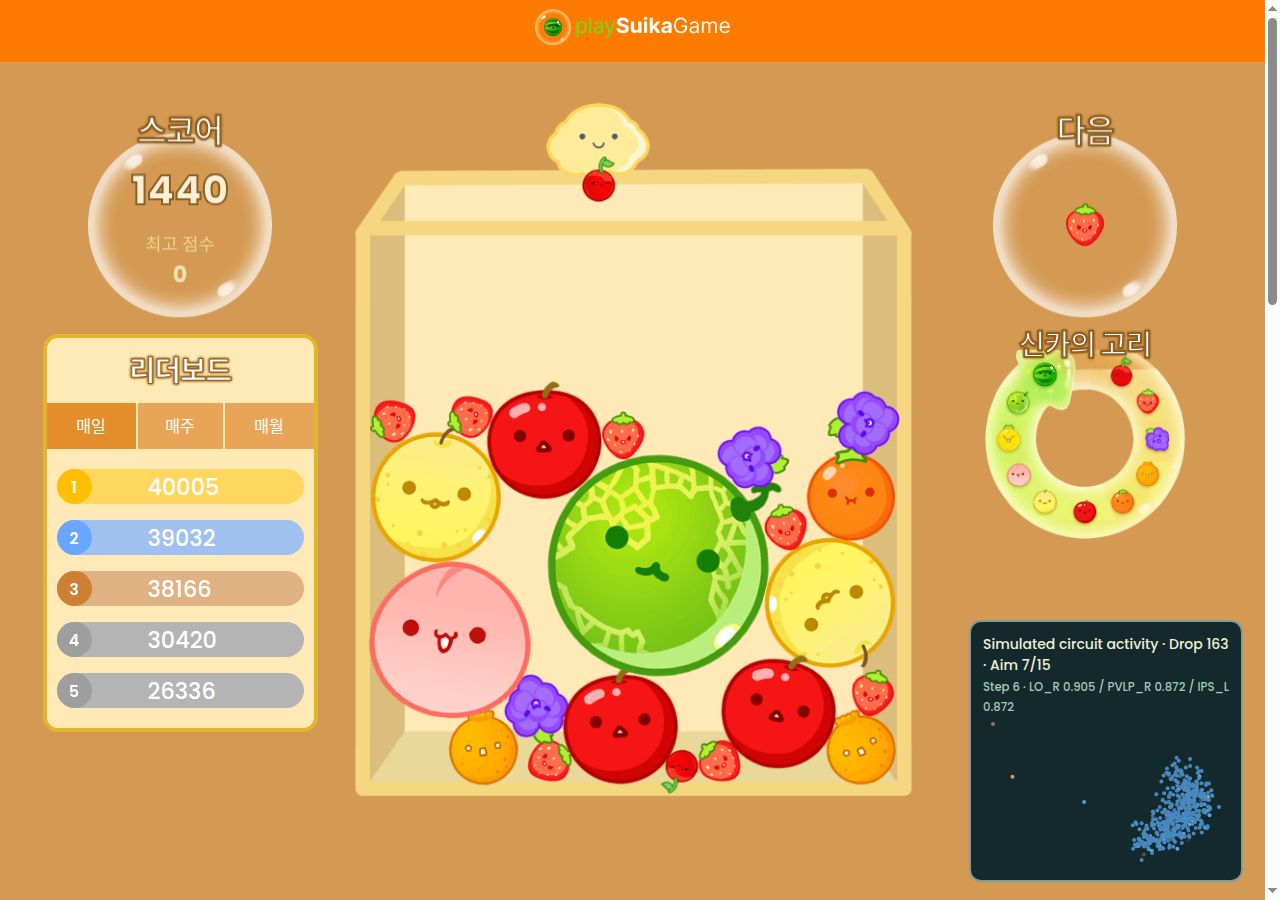 playSuikaGame
스코어
1440
최고 점수
0
다음
신카의 고리
리더보드
매일 매주 매월
1 40005
2 39032
3 38166
4 30420
5 26336
Simulated circuit activity · Drop 163
· Aim 7/15
Step 6 · LO_R 0.905 / PVLP_R 0.872 / IPS_L
0.872